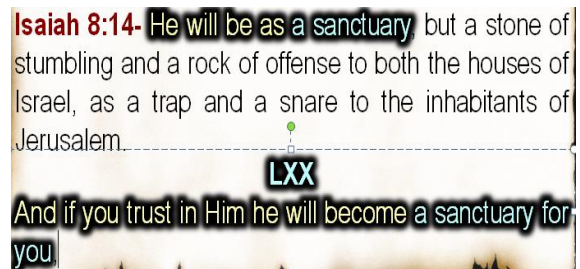 Isaiah 8:14- He will be as a sanctuary, but a stone of
stumbling and a rock of offense to both the houses of
Israel, as a trap and a snare to the inhabitants of
Jerusalem.
LXX
And if you trust in Him he will become a sanctuary for
you,